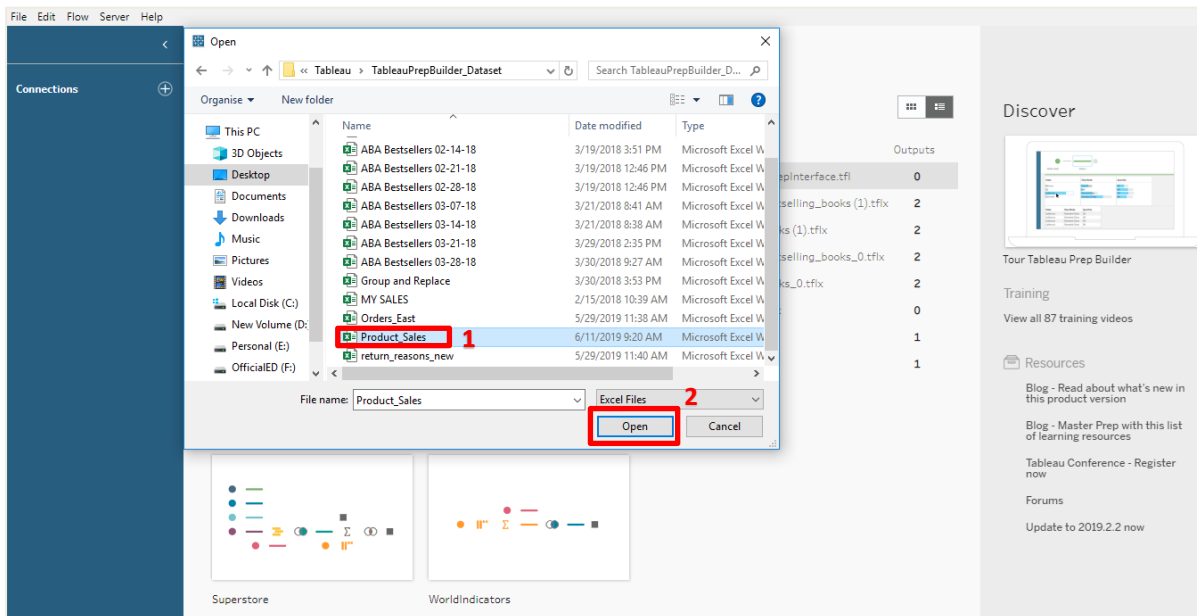 File Edit Flow Server Help
Open
« Tableau › TableauPrepBuilder_Dataset
Search TableauPrepBuilder_D...
Connections
Organise
New folder
Discover
Name
Date modified
Type
This PC
3D Objects
Desktop
Documents
Downloads
Music
Pictures
Videos
Local Disk (C:)
New Volume (D:
Personal (E:)
OfficialED (F:)
ABA Bestsellers 02-14-18 3/19/2018 3:51 PM Microsoft Excel W
ABA Bestsellers 02-21-18 3/19/2018 12:46 PM Microsoft Excel W
ABA Bestsellers 02-28-18 3/19/2018 12:46 PM Microsoft Excel W
ABA Bestsellers 03-07-18 3/21/2018 8:41 AM Microsoft Excel W
ABA Bestsellers 03-14-18 3/21/2018 8:38 AM Microsoft Excel W
ABA Bestsellers 03-21-18 3/29/2018 2:35 PM Microsoft Excel W
ABA Bestsellers 03-28-18 3/30/2018 9:27 AM Microsoft Excel W
Group and Replace 3/30/2018 3:53 PM Microsoft Excel W
MY SALES 2/15/2018 10:39 AM Microsoft Excel W
Orders_East 5/29/2019 11:38 AM Microsoft Excel W
Product_Sales 1 6/11/2019 9:20 AM Microsoft Excel W
return_reasons_new 5/29/2019 11:40 AM Microsoft Excel W
File name: Product_Sales
Excel Files
2
Open
Cancel
Outputs
epInterface.tfl 0
tselling_books (1).tflx 2
ks (1).tflx 2
tselling_books_0.tflx 2
ks_0.tflx 2
0
1
1
Tour Tableau Prep Builder
Training
View all 87 training videos
Resources
Blog - Read about what's new in
this product version
Blog - Master Prep with this list
of learning resources
Tableau Conference - Register
now
Forums
Update to 2019.2.2 now
Superstore
WorldIndicators